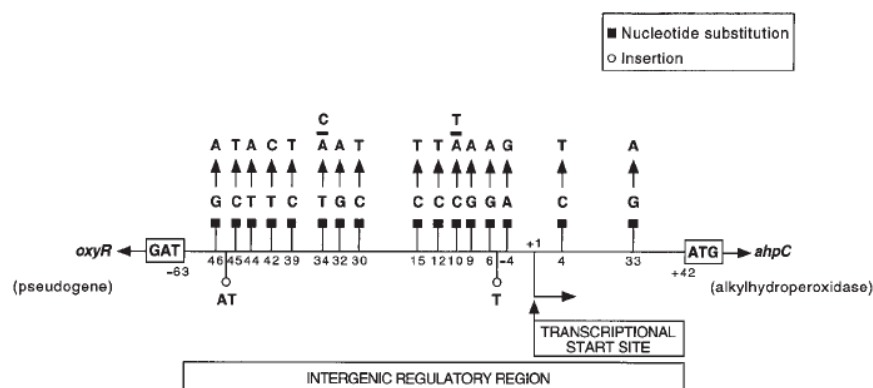 Nucleotide substitution
Insertion
C T
A T A C T A A T T T A A A G T A
G C T T C T G C C C C G G A C G
+1
oxyR GAT ATG ahpC
46 45 44 42 39 34 32 30 15 12 10 9 6 -4 4 33
-63 +42
(pseudogene) AT T (alkylhydroperoxidase)
TRANSCRIPTIONAL
START SITE
INTERGENIC REGULATORY REGION